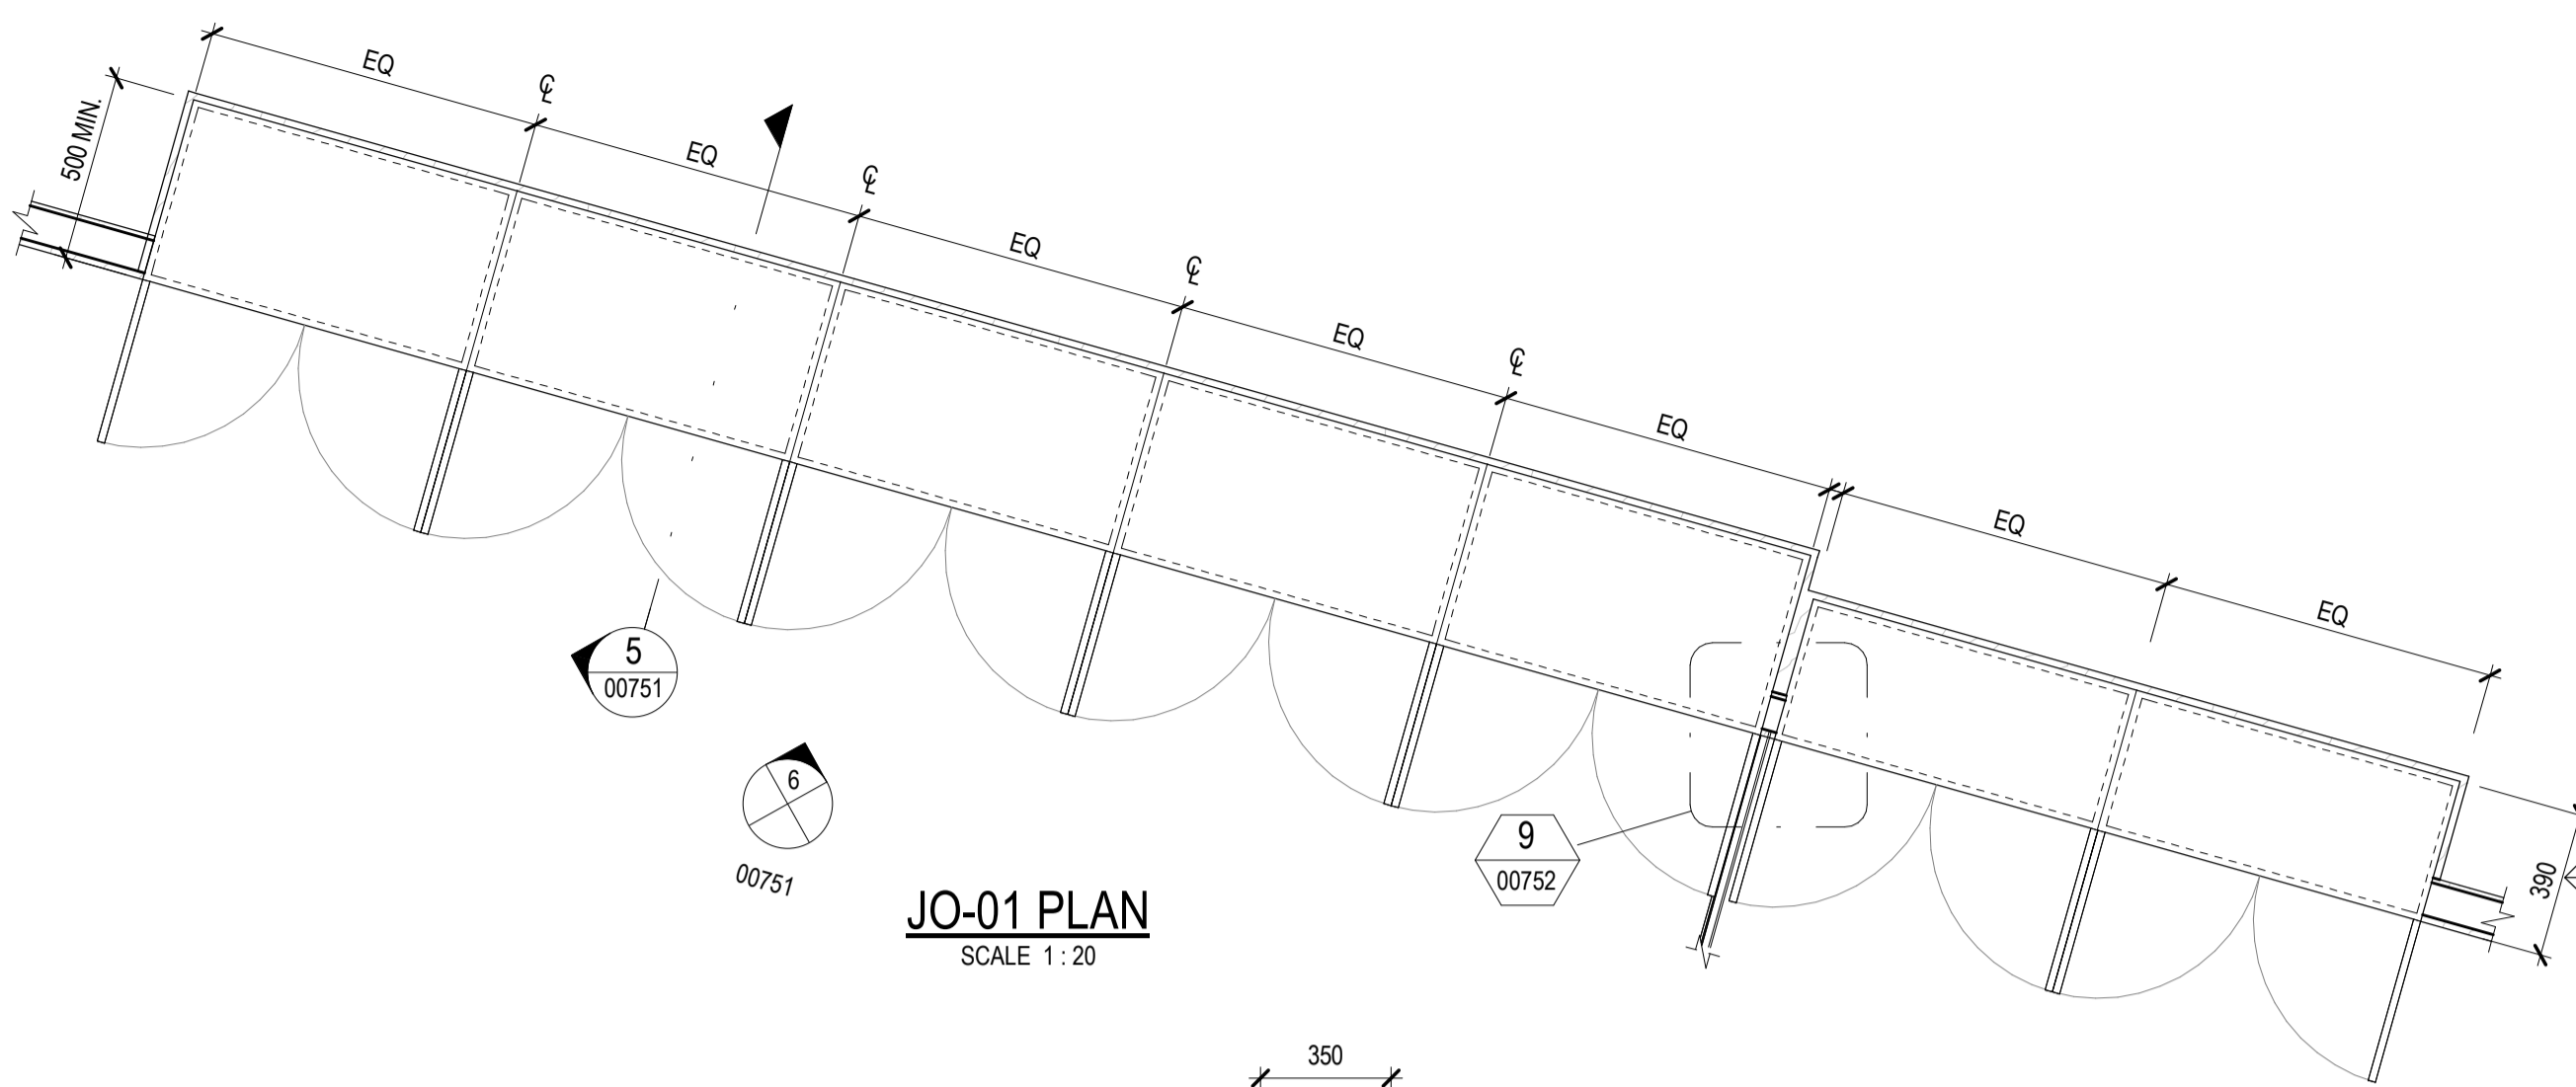 EQ
℄
500 MIN.
EQ
℄
EQ
℄
EQ
℄
EQ
EQ
EQ
5
00751
6
00751
9
00752
390
JO-01 PLAN
SCALE 1 : 20
350